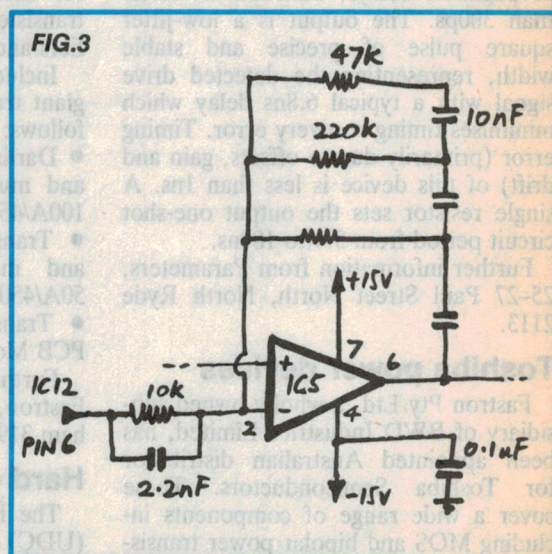 FIG.3
47k
10nF
220k
+15v
7
+
IC5
6
IC12
10k
2
-
4
PIN6
2.2nF
-15v
0.1uF